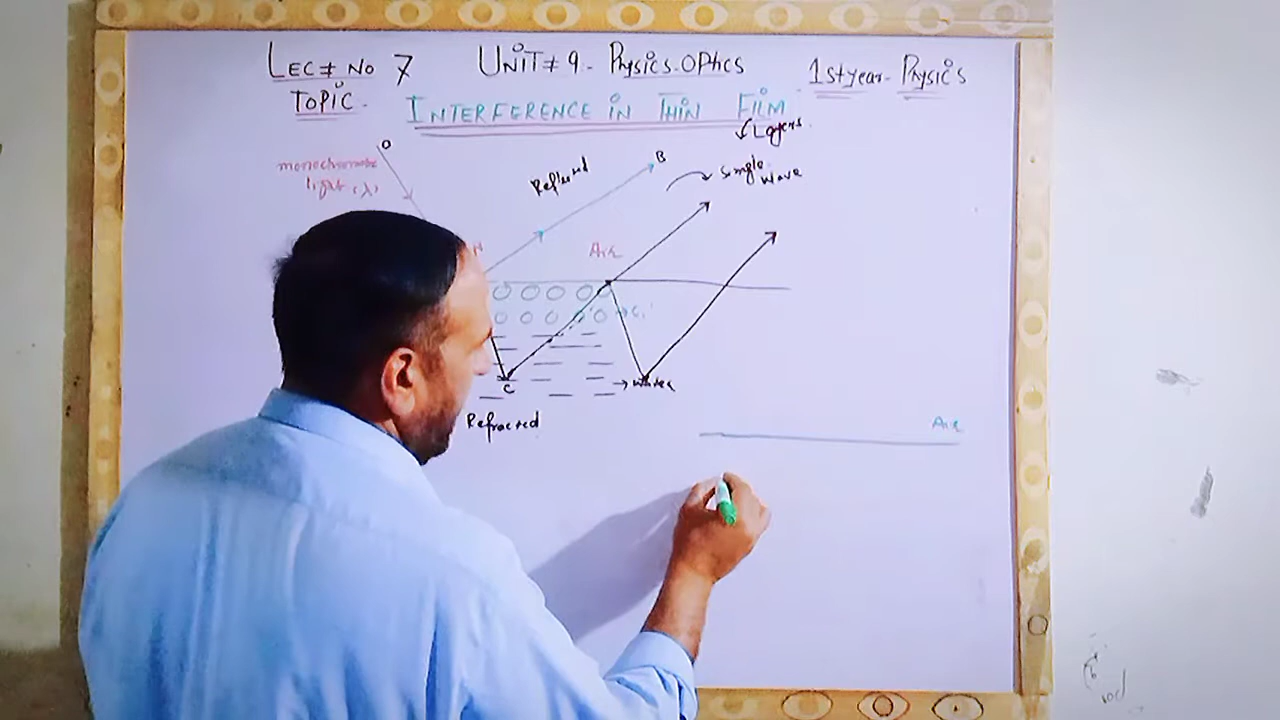 LEC # NO 7 UNIT # 9 - PHYSICS-OPTICS 1st year - PHYSICS
TOPIC - INTERFERENCE IN THIN FILM
Layers.
O
monochromatic
light (λ)
Reflected
B
Single
wave
Air
C
Refracted
Air